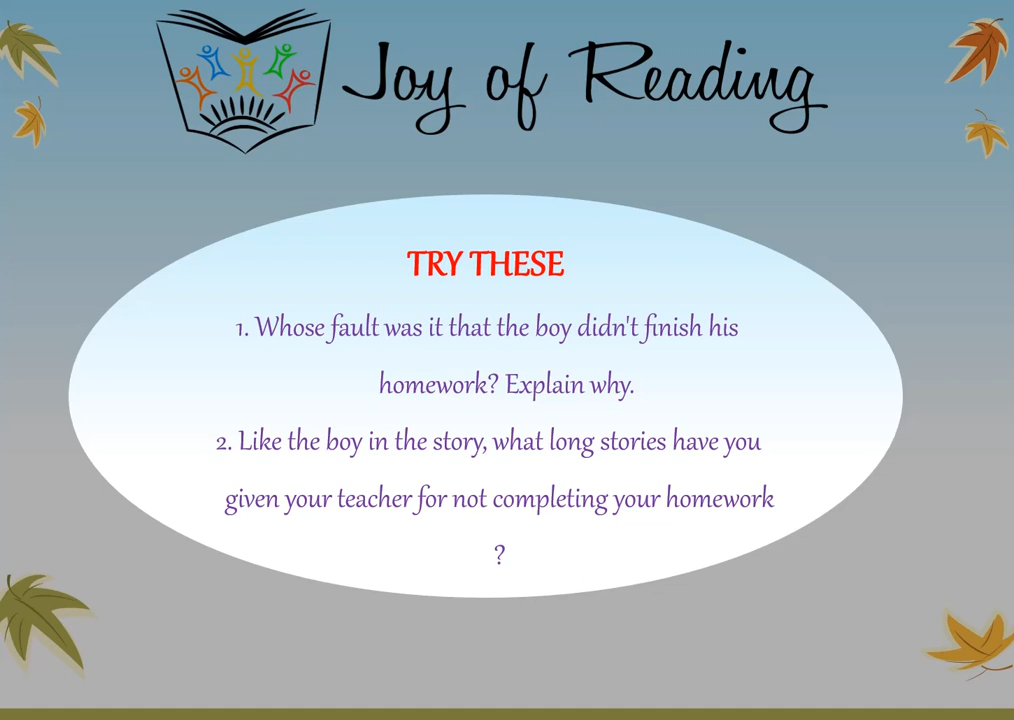 Joy of Reading
TRY THESE
1. Whose fault was it that the boy didn't finish his
homework? Explain why.
2. Like the boy in the story, what long stories have you
given your teacher for not completing your homework
?